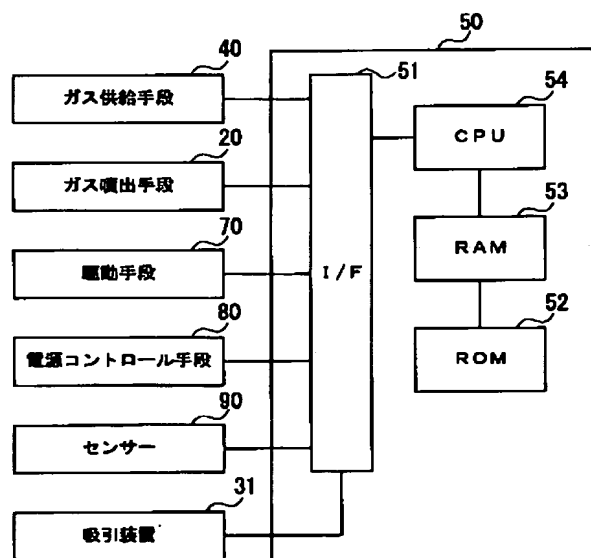 50
40
ガス供給手段
51
54
CPU
20
ガス噴出手段
53
RAM
70
駆動手段
I/F
52
ROM
80
電源コントロール手段
90
センサー
31
吸引装置